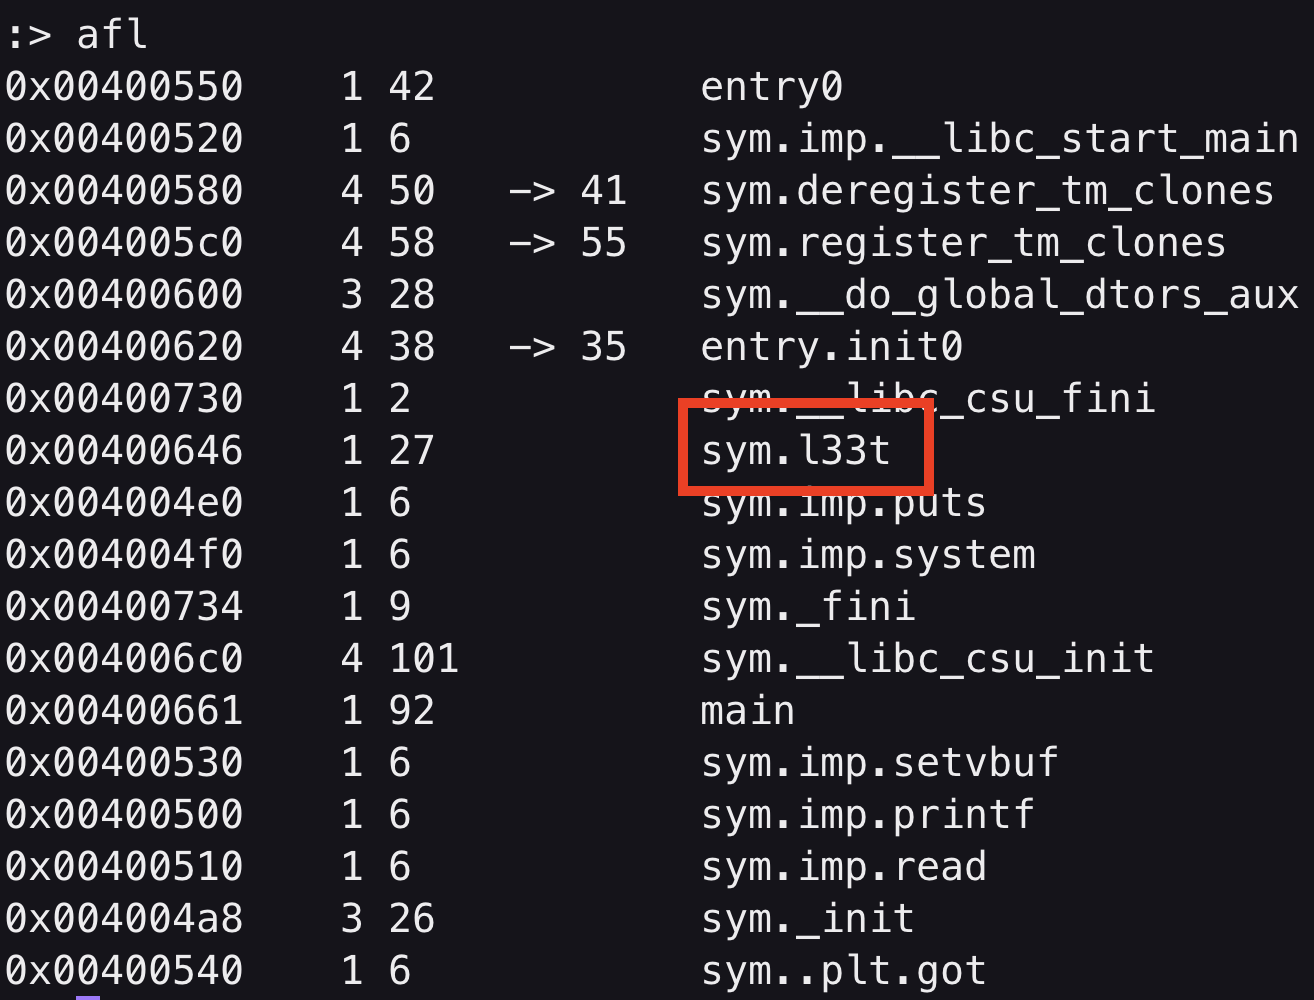 :> afl
0x00400550    1 42           entry0
0x00400520    1 6            sym.imp.__libc_start_main
0x00400580    4 50   -> 41   sym.deregister_tm_clones
0x004005c0    4 58   -> 55   sym.register_tm_clones
0x00400600    3 28           sym.__do_global_dtors_aux
0x00400620    4 38   -> 35   entry.init0
0x00400730    1 2            sym.__libc_csu_fini
0x00400646    1 27           sym.l33t
0x004004e0    1 6            sym.imp.puts
0x004004f0    1 6            sym.imp.system
0x00400734    1 9            sym._fini
0x004006c0    4 101          sym.__libc_csu_init
0x00400661    1 92           main
0x00400530    1 6            sym.imp.setvbuf
0x00400500    1 6            sym.imp.printf
0x00400510    1 6            sym.imp.read
0x004004a8    3 26           sym._init
0x00400540    1 6            sym..plt.got